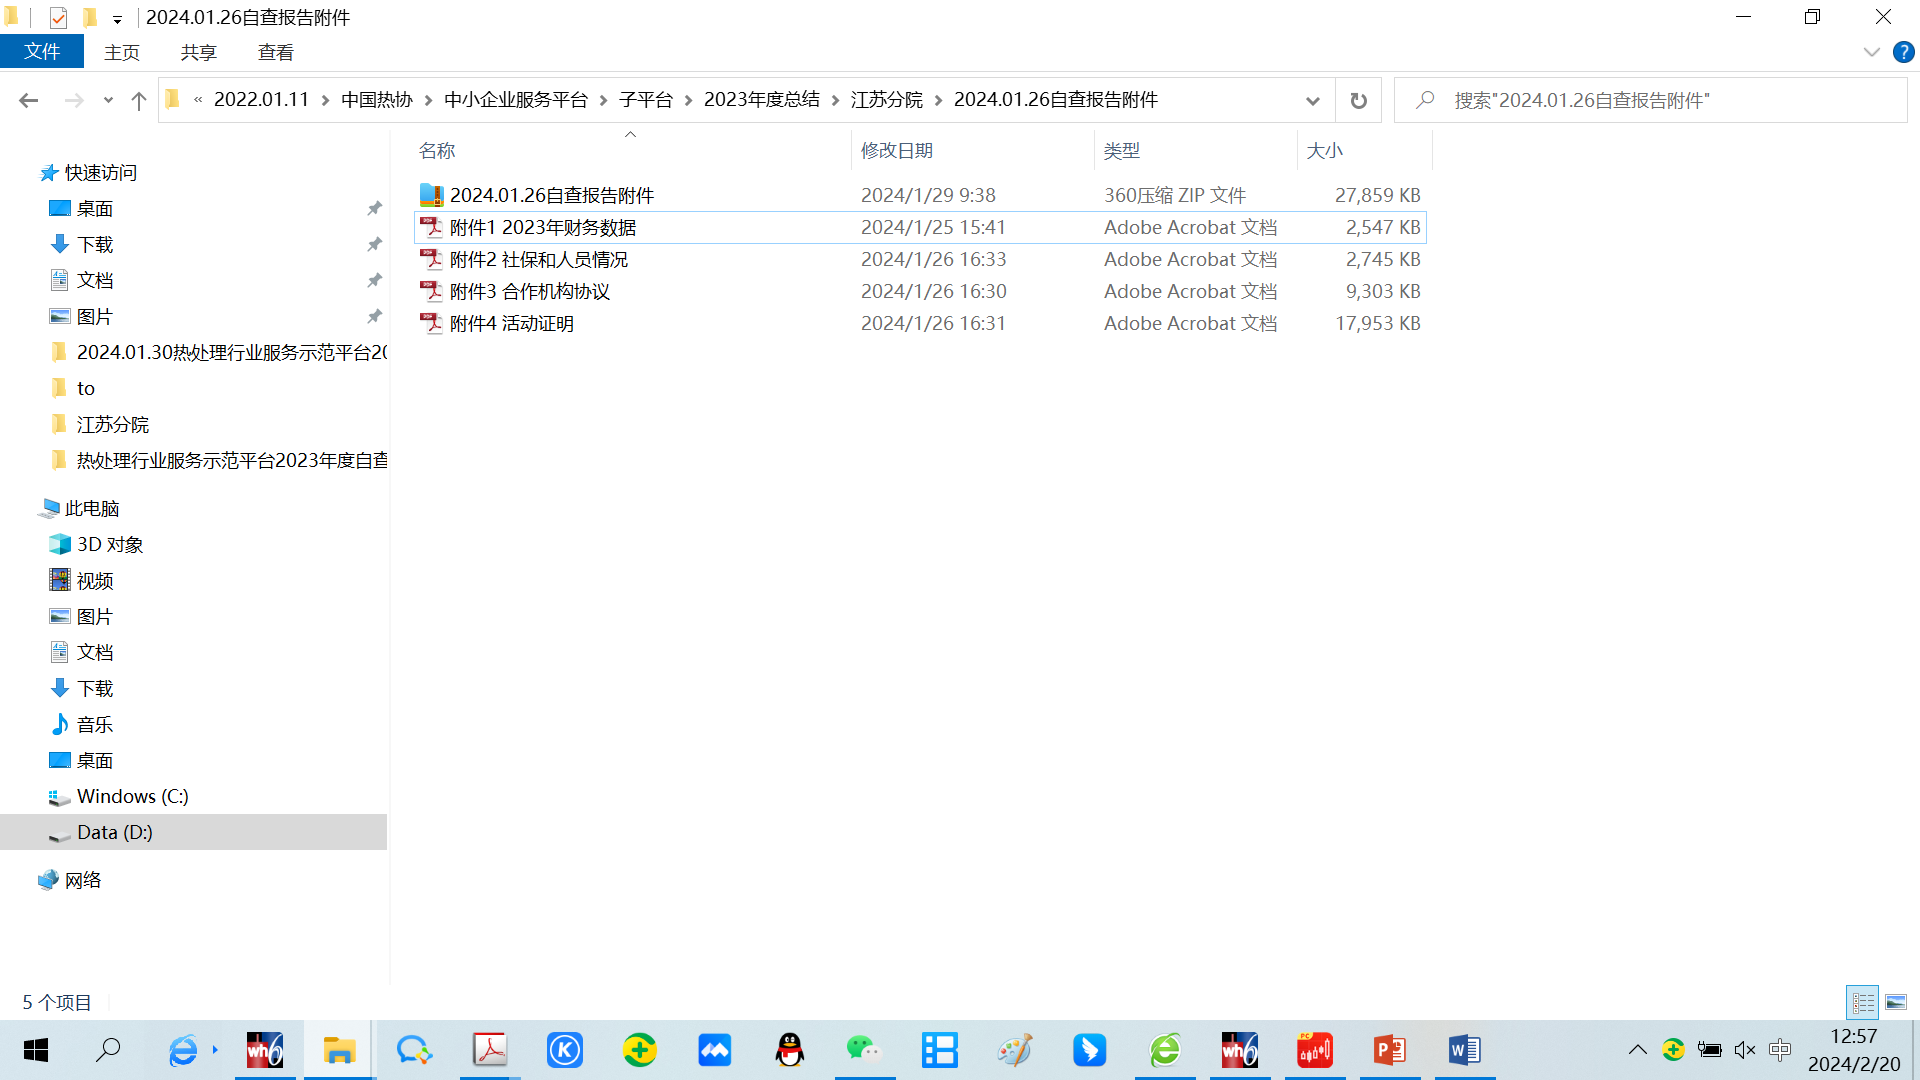 2024.01.26自查报告附件
文件 主页 共享 查看
« 2022.01.11 › 中国热协 › 中小企业服务平台 › 子平台 › 2023年度总结 › 江苏分院 › 2024.01.26自查报告附件
搜索"2024.01.26自查报告附件"
名称 修改日期 类型 大小
2024.01.26自查报告附件 2024/1/29 9:38 360压缩 ZIP 文件 27,859 KB
附件1 2023年财务数据 2024/1/25 15:41 Adobe Acrobat 文档 2,547 KB
附件2 社保和人员情况 2024/1/26 16:33 Adobe Acrobat 文档 2,745 KB
附件3 合作机构协议 2024/1/26 16:30 Adobe Acrobat 文档 9,303 KB
附件4 活动证明 2024/1/26 16:31 Adobe Acrobat 文档 17,953 KB
快速访问
桌面
下载
文档
图片
2024.01.30热处理行业服务示范平台20
to
江苏分院
热处理行业服务示范平台2023年度自查
此电脑
3D 对象
视频
图片
文档
下载
音乐
桌面
Windows (C:)
Data (D:)
网络
5 个项目
wh6
wh6
中
12:57
2024/2/20